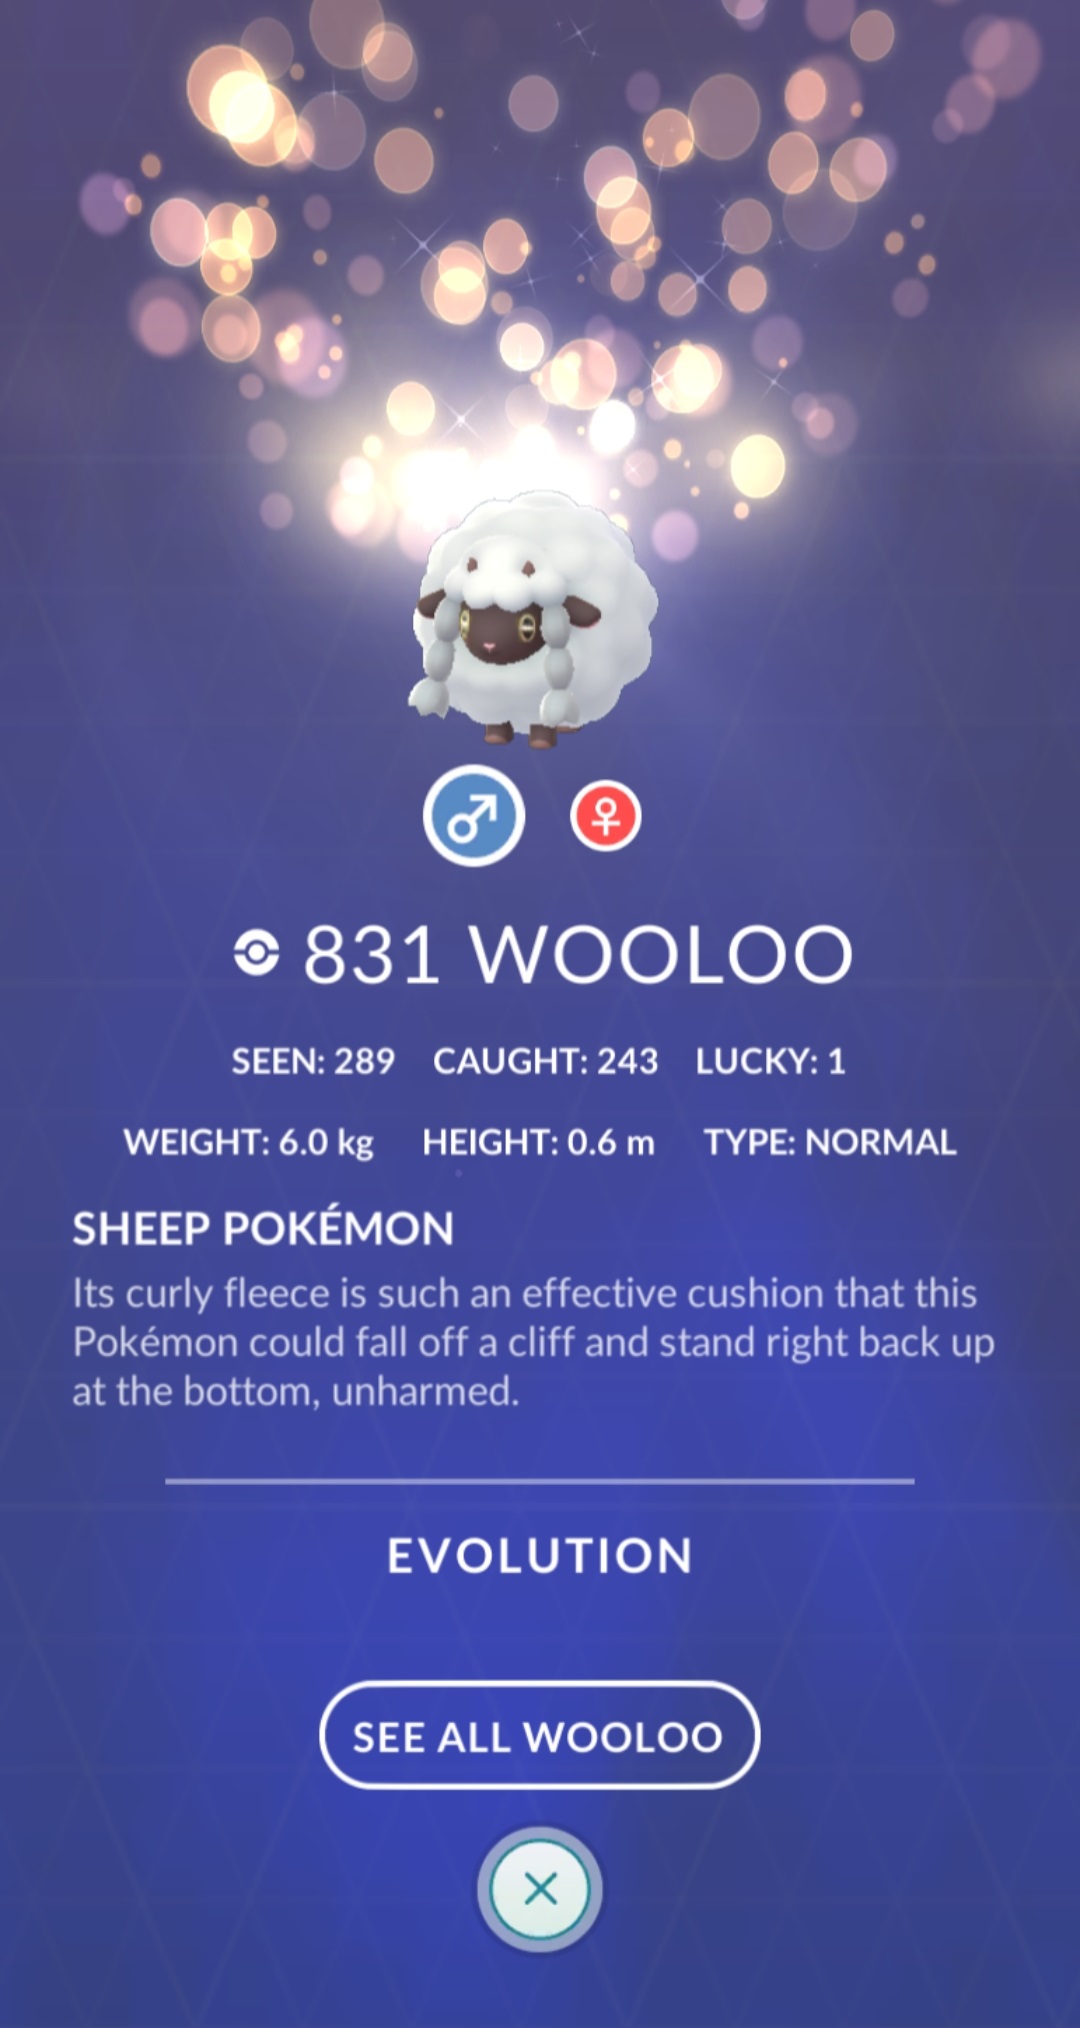 831 WOOLOO
SEEN: 289 CAUGHT: 243 LUCKY: 1
WEIGHT: 6.0 kg HEIGHT: 0.6 m TYPE: NORMAL
SHEEP POKÉMON
Its curly fleece is such an effective cushion that this
Pokémon could fall off a cliff and stand right back up
at the bottom, unharmed.
EVOLUTION
SEE ALL WOOLOO